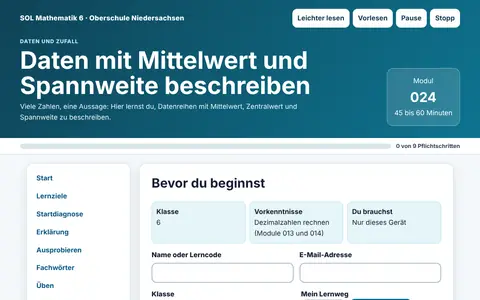 SOL Mathematik 6 · Oberschule Niedersachsen
Leichter lesen
Vorlesen
Pause
Stopp
DATEN UND ZUFALL
Daten mit Mittelwert und
Spannweite beschreiben
Viele Zahlen, eine Aussage: Hier lernst du, Datenreihen mit Mittelwert, Zentralwert und
Spannweite zu beschreiben.
Modul
024
45 bis 60 Minuten
0 von 9 Pflichtschritten
Start
Lernziele
Startdiagnose
Erklärung
Ausprobieren
Fachwörter
Üben
Bevor du beginnst
Klasse
6
Vorkenntnisse
Dezimalzahlen rechnen
(Module 013 und 014)
Du brauchst
Nur dieses Gerät
Name oder Lerncode
E-Mail-Adresse
Klasse
Mein Lernweg